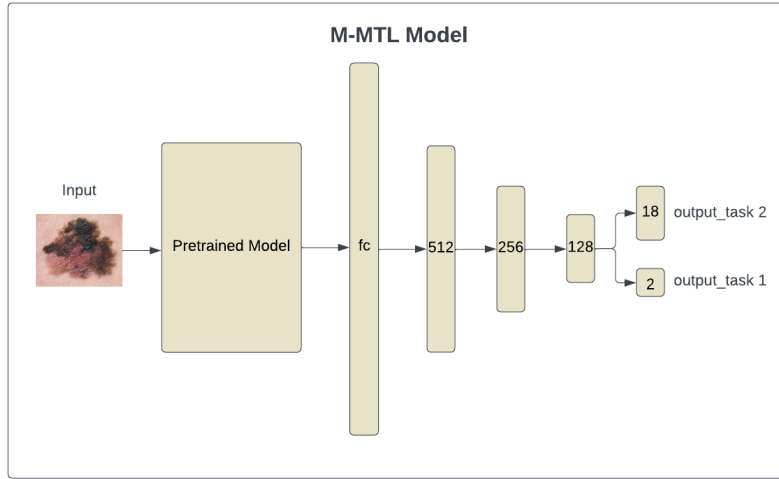 M-MTL Model
Input
Pretrained Model
fc
512
256
128
18
output_task 2
2
output_task 1